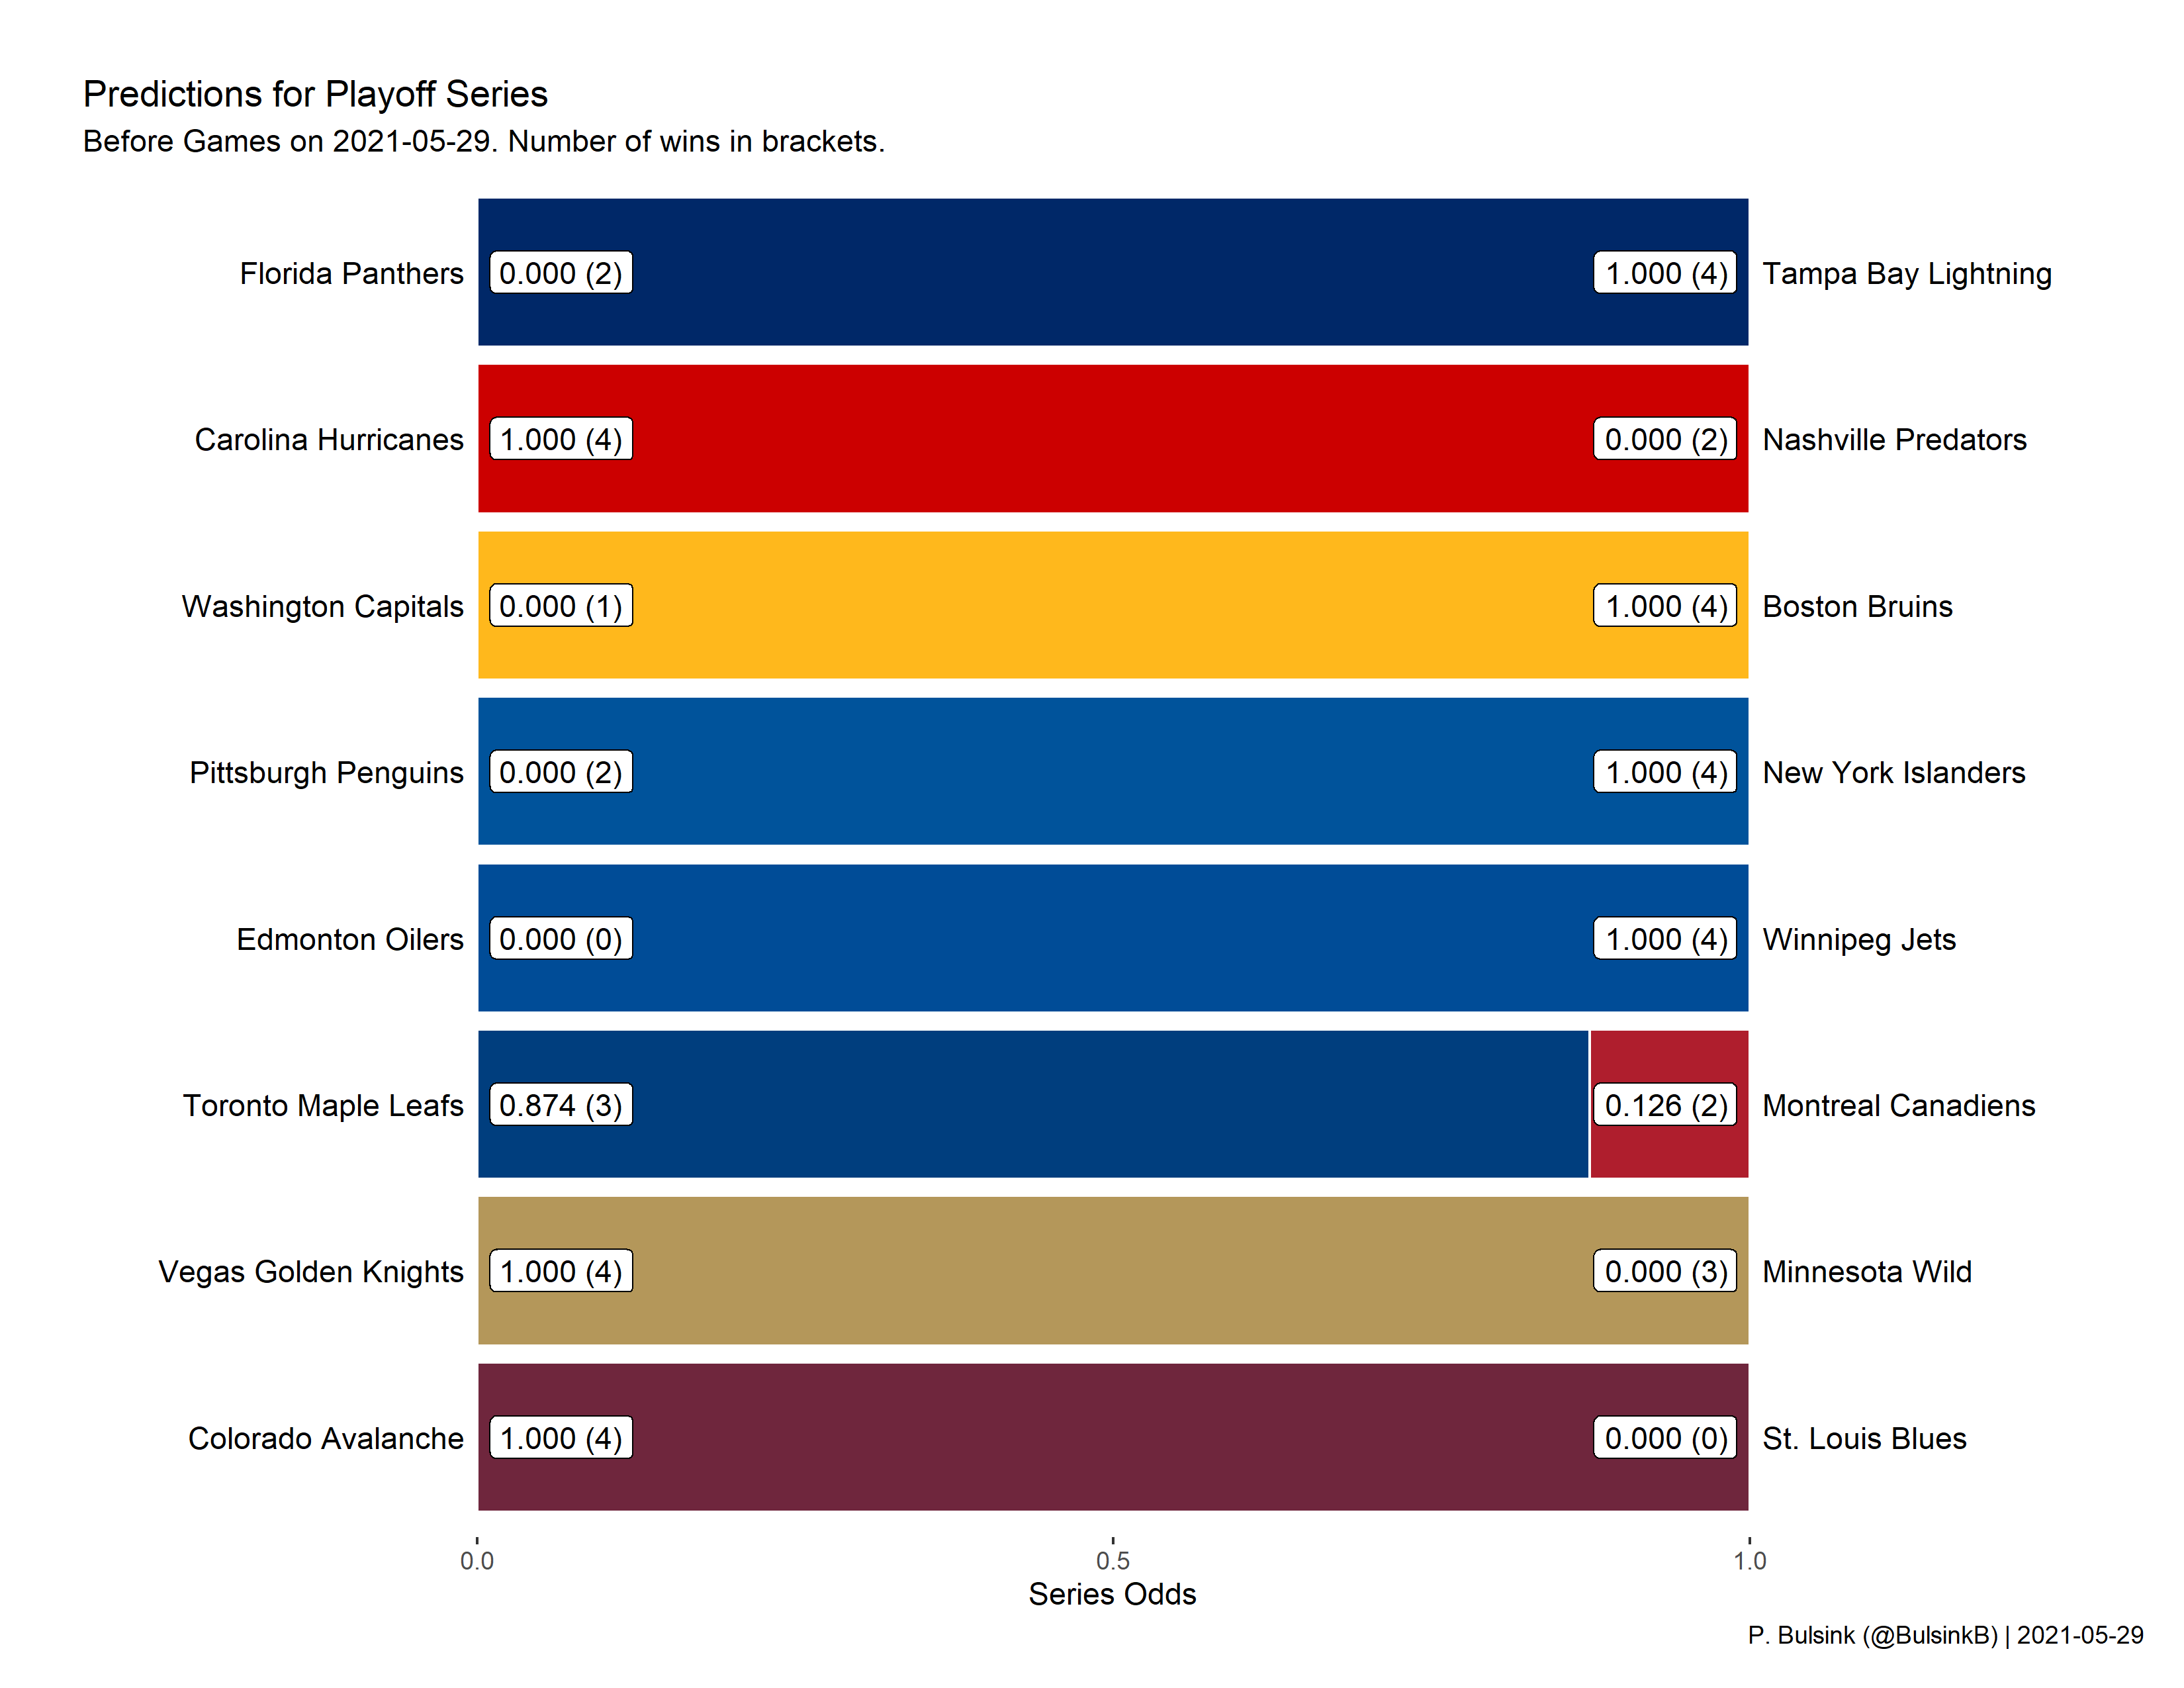 Predictions for Playoff Series
Before Games on 2021-05-29. Number of wins in brackets.
Florida Panthers 0.000 (2) 1.000 (4) Tampa Bay Lightning
Carolina Hurricanes 1.000 (4) 0.000 (2) Nashville Predators
Washington Capitals 0.000 (1) 1.000 (4) Boston Bruins
Pittsburgh Penguins 0.000 (2) 1.000 (4) New York Islanders
Edmonton Oilers 0.000 (0) 1.000 (4) Winnipeg Jets
Toronto Maple Leafs 0.874 (3) 0.126 (2) Montreal Canadiens
Vegas Golden Knights 1.000 (4) 0.000 (3) Minnesota Wild
Colorado Avalanche 1.000 (4) 0.000 (0) St. Louis Blues
0.0 0.5 1.0
Series Odds
P. Bulsink (@BulsinkB) | 2021-05-29